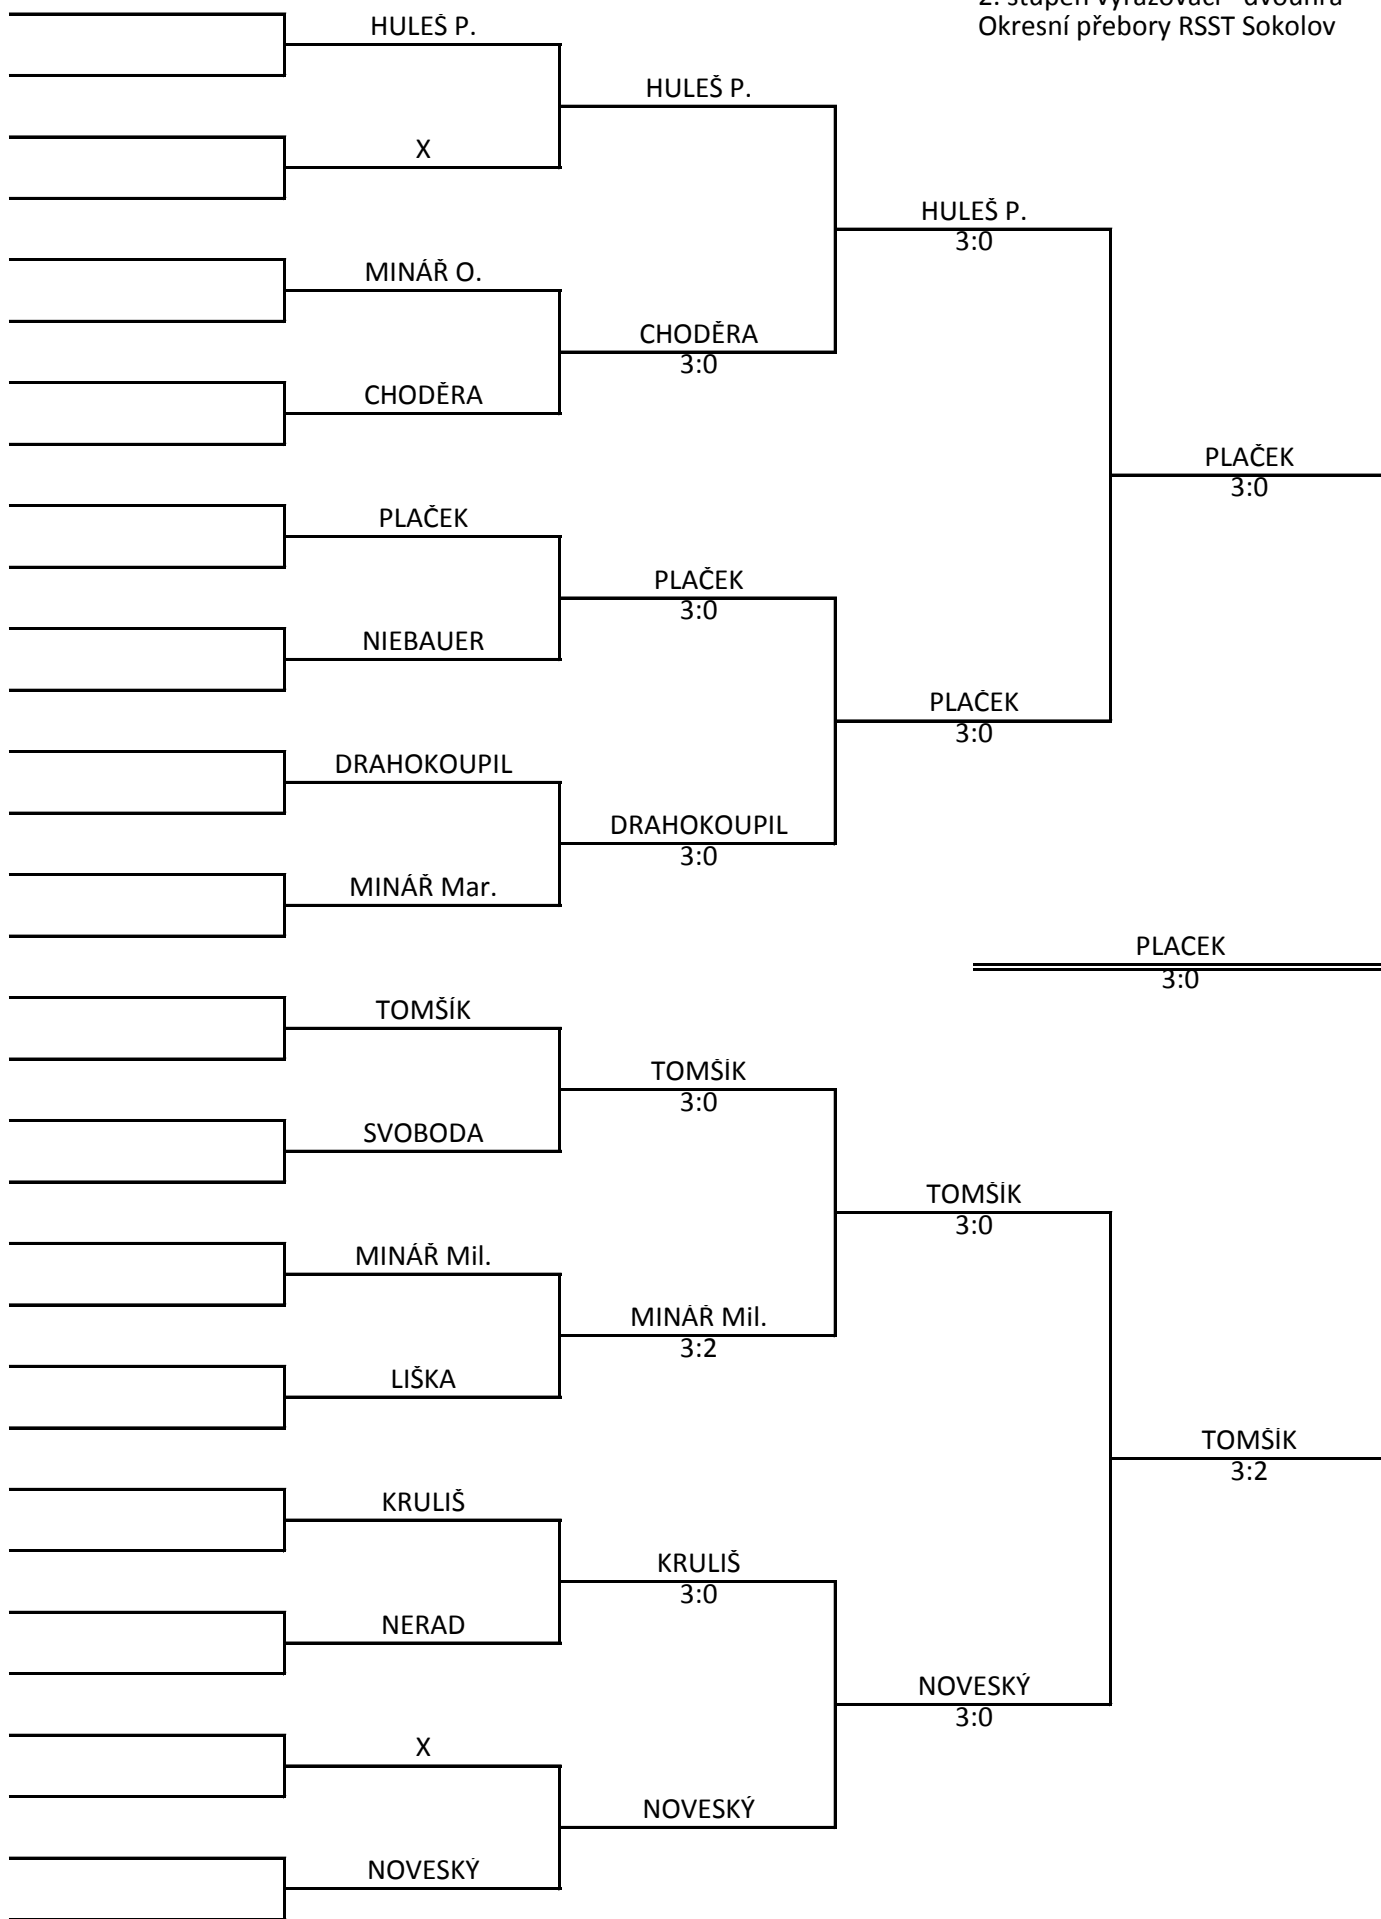 2. stupeň vyřazovací - dvouhra
Okresní přebory RSST Sokolov
HULEŠ P.
HULEŠ P.
X
HULEŠ P.
3:0
MINÁŘ O.
CHODĚRA
3:0
CHODĚRA
PLAČEK
3:0
PLAČEK
PLAČEK
3:0
NIEBAUER
PLAČEK
3:0
DRAHOKOUPIL
DRAHOKOUPIL
3:0
MINÁŘ Mar.
PLACEK
3:0
TOMŠÍK
TOMŠÍK
3:0
SVOBODA
TOMŠÍK
3:0
MINÁŘ Mil.
MINÁŘ Mil.
3:2
LIŠKA
TOMŠÍK
3:2
KRULIŠ
KRULIŠ
3:0
NERAD
NOVESKÝ
3:0
X
NOVESKÝ
NOVESKÝ